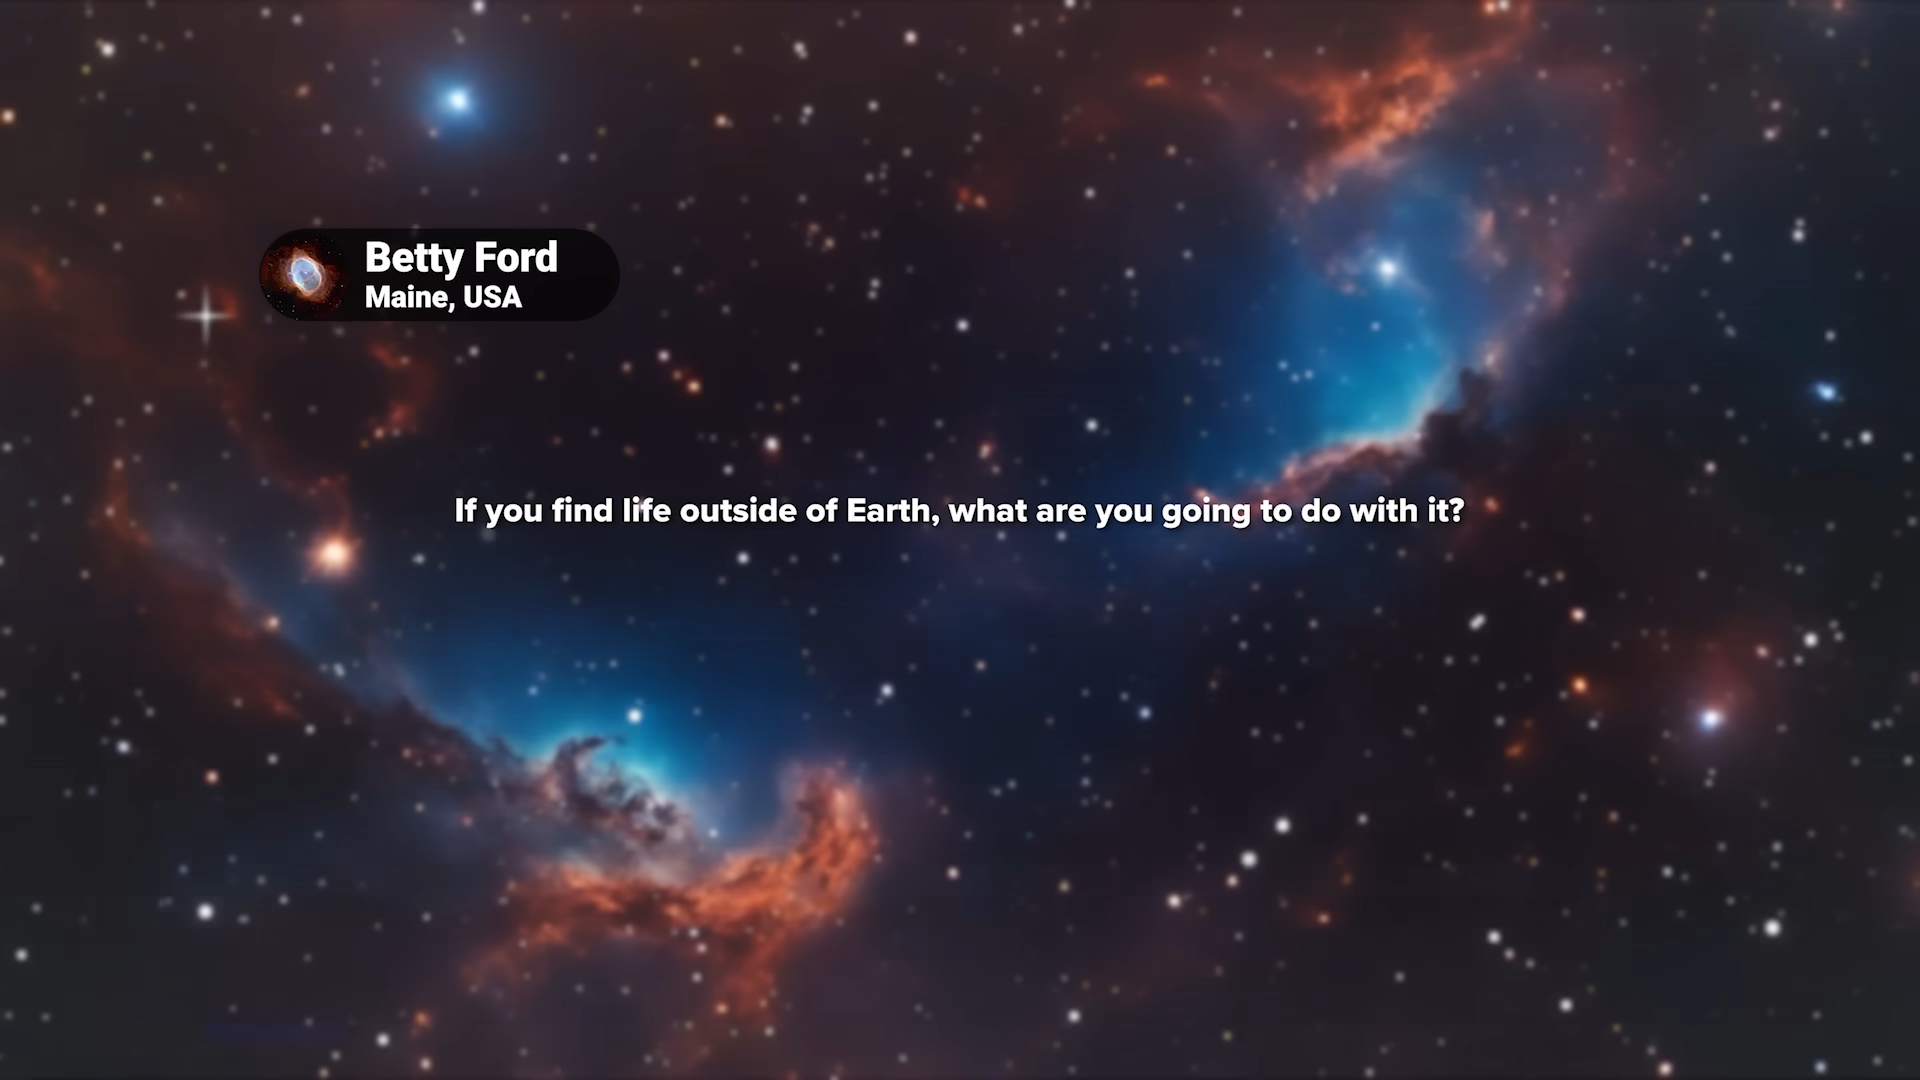 Betty Ford
Maine, USA
If you find life outside of Earth, what are you going to do with it?